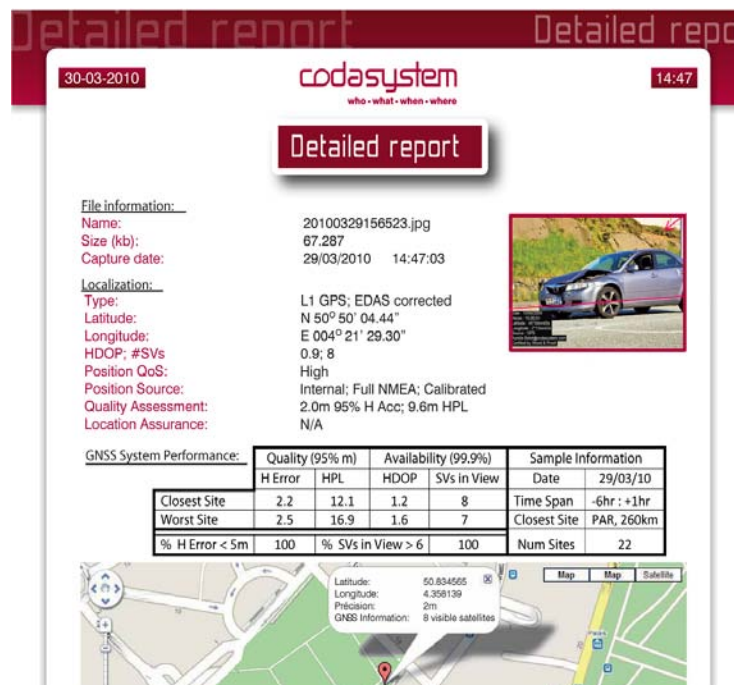 Detailed report
Detailed repo
30-03-2010
codasystem
14:47
who • what • when • where
Detailed report
File information:
Name: 20100329156523.jpg
Size (kb): 67.287
Capture date: 29/03/2010 14:47:03
Localization:
Type: L1 GPS; EDAS corrected
Latitude: N 50° 50' 04.44"
Longitude: E 004° 21' 29.30"
HDOP; #SVs 0.9; 8
Position QoS: High
Position Source: Internal; Full NMEA; Calibrated
Quality Assessment: 2.0m 95% H Acc; 9.6m HPL
Location Assurance: N/A
GNSS System Performance: Quality (95% m) Availability (99.9%) Sample Information
H Error HPL HDOP SVs in View Date 29/03/10
Closest Site 2.2 12.1 1.2 8 Time Span -6hr : +1hr
Worst Site 2.5 16.9 1.6 7 Closest Site PAR, 260km
% H Error < 5m 100 % SVs in View > 6 100 Num Sites 22
Latitude: 50.834565
Longitude: 4.358139
Précision: 2m
GNSS Information: 8 visible satellites
Map Map Satellite